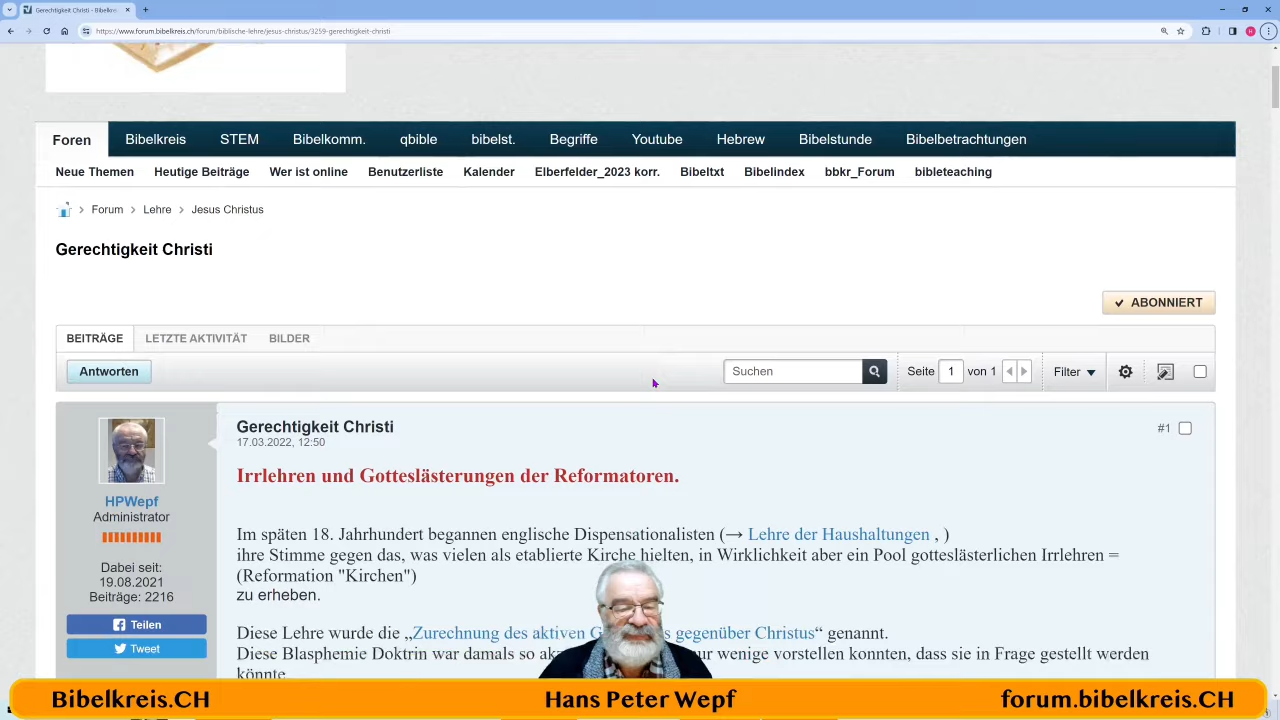 Gerechtigkeit Christi - Bibelkreis.
https://www.forum.bibelkreis.ch/forum/biblische-lehre/jesus-christus/3259-gerechtigkeit-christi
Foren Bibelkreis STEM Bibelkomm. qbible bibelst. Begriffe Youtube Hebrew Bibelstunde Bibelbetrachtungen
Neue Themen Heutige Beiträge Wer ist online Benutzerliste Kalender Elberfelder_2023 korr. Bibeltxt Bibelindex bbkr_Forum bibleteaching
Forum Lehre Jesus Christus
Gerechtigkeit Christi
ABONNIERT
BEITRÄGE LETZTE AKTIVITÄT BILDER
Antworten Suchen Seite 1 von 1 Filter
Gerechtigkeit Christi #1
17.03.2022, 12:50
Irrlehren und Gotteslästerungen der Reformatoren.
HPWepf
Administrator
Dabei seit:
19.08.2021
Beiträge: 2216
Teilen
Tweet
Im späten 18. Jahrhundert begannen englische Dispensationalisten (→ Lehre der Haushaltungen , )
ihre Stimme gegen das, was vielen als etablierte Kirche hielten, in Wirklichkeit aber ein Pool gotteslästerlichen Irrlehren =
(Reformation "Kirchen")
zu erheben.
Diese Lehre wurde die „Zurechnung des aktiven gegenüber Christus“ genannt.
Diese Blasphemie Doktrin war damals so nur wenige vorstellen konnten, dass sie in Frage gestellt werden
könnte
Bibelkreis.CH Hans Peter Wepf forum.bibelkreis.CH